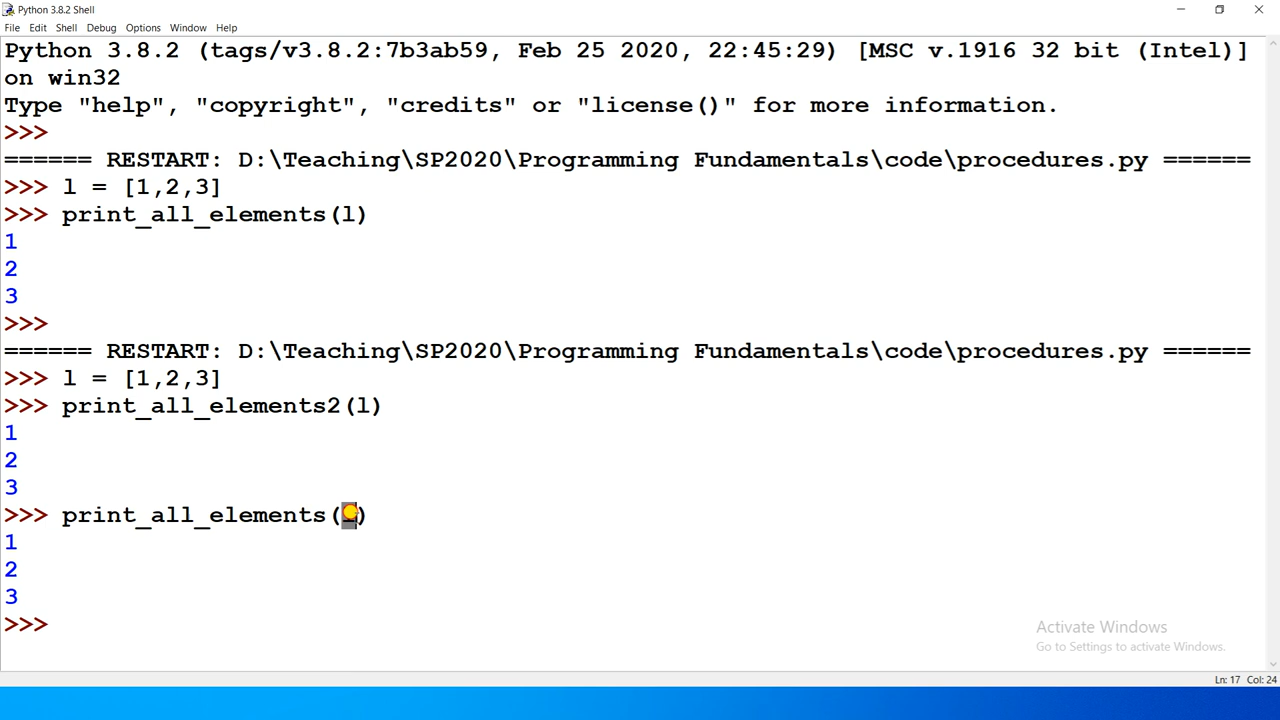 Python 3.8.2 Shell
File Edit Shell Debug Options Window Help
Python 3.8.2 (tags/v3.8.2:7b3ab59, Feb 25 2020, 22:45:29) [MSC v.1916 32 bit (Intel)]
on win32
Type "help", "copyright", "credits" or "license()" for more information.
>>>
====== RESTART: D:\Teaching\SP2020\Programming Fundamentals\code\procedures.py ======
>>> l = [1,2,3]
>>> print_all_elements(l)
1
2
3
>>>
====== RESTART: D:\Teaching\SP2020\Programming Fundamentals\code\procedures.py ======
>>> l = [1,2,3]
>>> print_all_elements2(l)
1
2
3
>>> print_all_elements( )
1
2
3
>>>
Activate Windows
Go to Settings to activate Windows.
Ln: 17 Col: 24